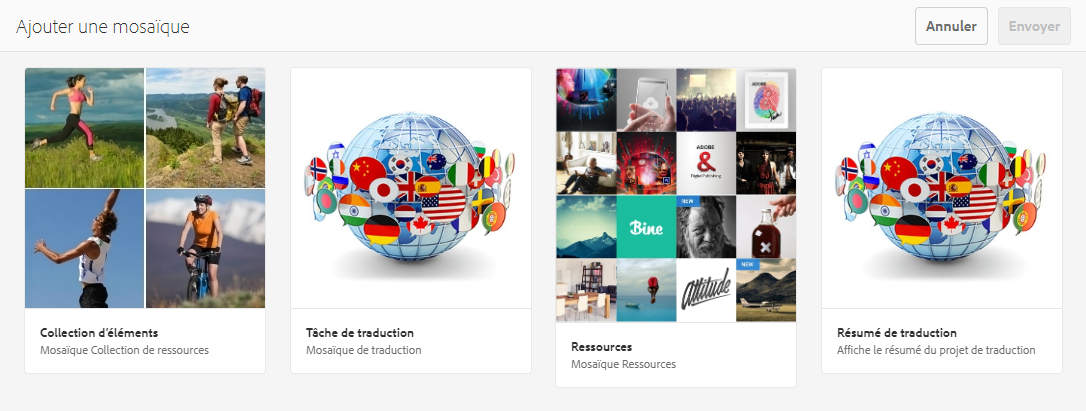 Ajouter une mosaïque
Annuler
Envoyer
ADOBE
ADOBE
&
Digital Publishing
NEW
Bine
NEW
Attitude
Collection d'éléments
Mosaïque Collection de ressources
Tâche de traduction
Mosaïque de traduction
Ressources
Mosaïque Ressources
Résumé de traduction
Affiche le résumé du projet de traduction